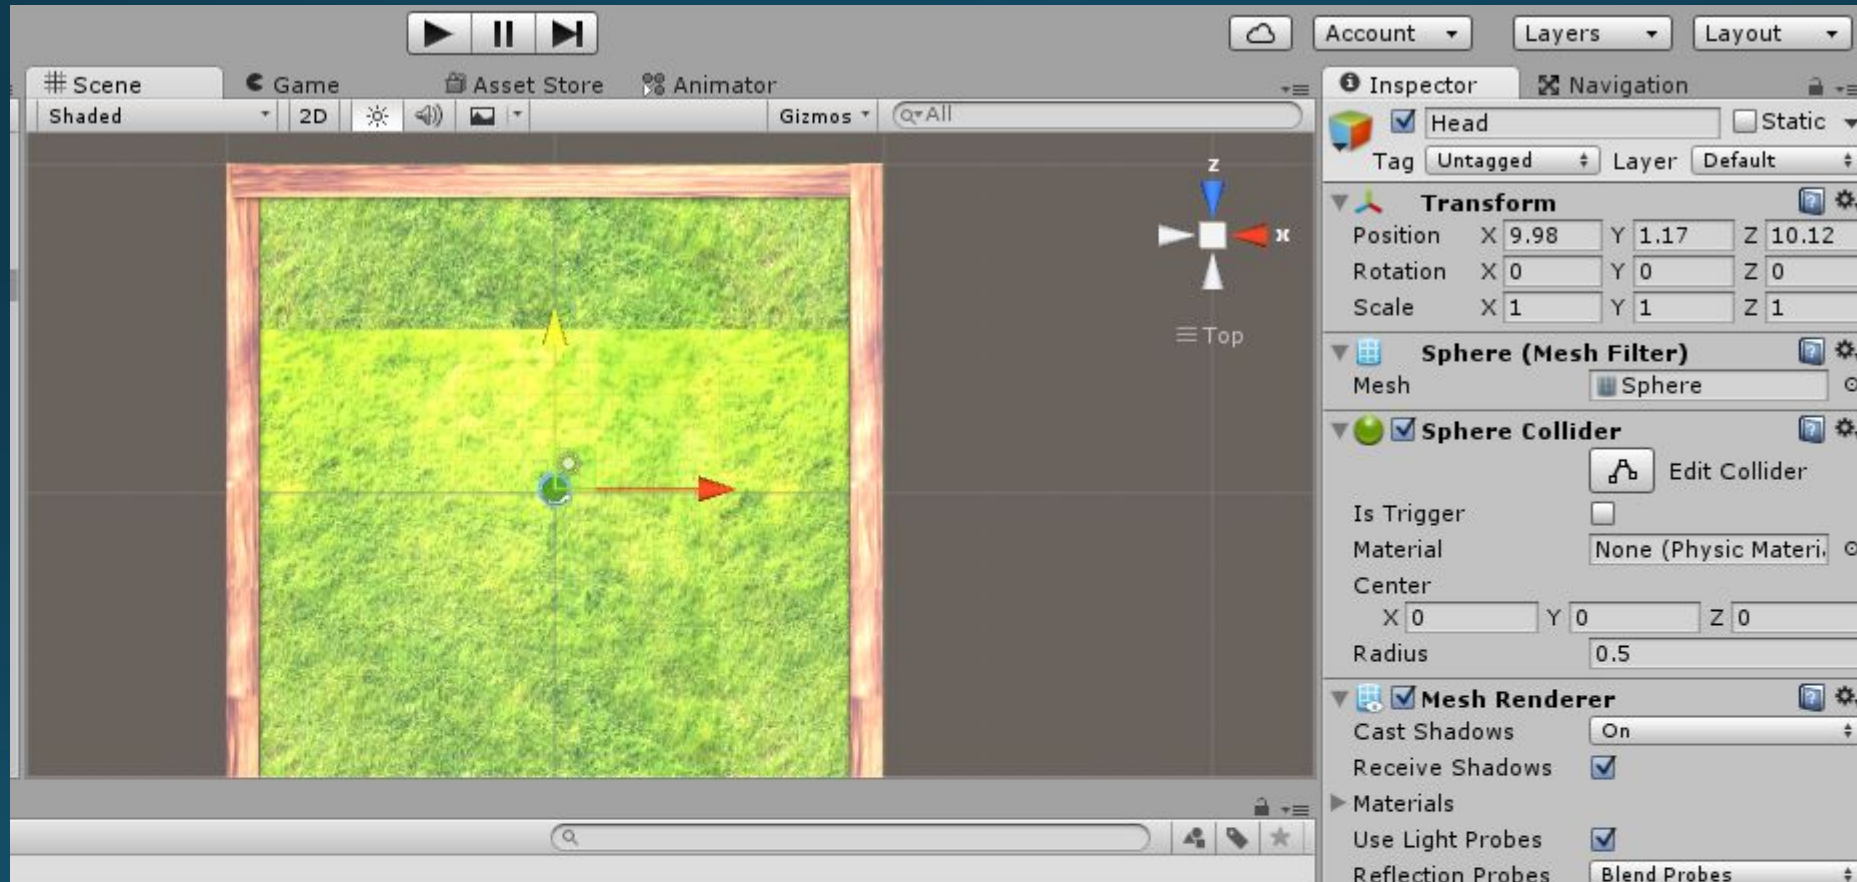 Account Layers Layout
Scene Game Asset Store Animator
Inspector Navigation
Shaded 2D Gizmos All
Head Static
Tag Untagged Layer Default
Transform
Position X 9.98 Y 1.17 Z 10.12
Rotation X 0 Y 0 Z 0
Scale X 1 Y 1 Z 1
z
x
Top
Sphere (Mesh Filter)
Mesh Sphere
Sphere Collider
Edit Collider
Is Trigger
Material None (Physic Materi
Center
X 0 Y 0 Z 0
Radius 0.5
Mesh Renderer
Cast Shadows On
Receive Shadows
Materials
Use Light Probes
Reflection Probes Blend Probes